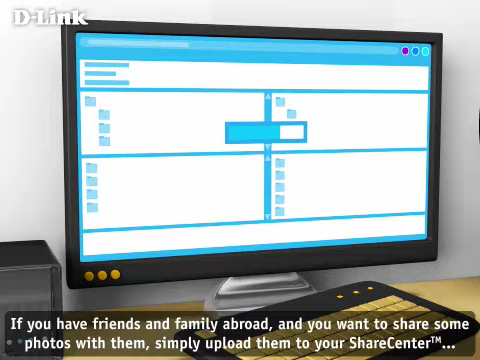 D-Link
If you have friends and family abroad, and you want to share some
photos with them, simply upload them to your ShareCenter™...